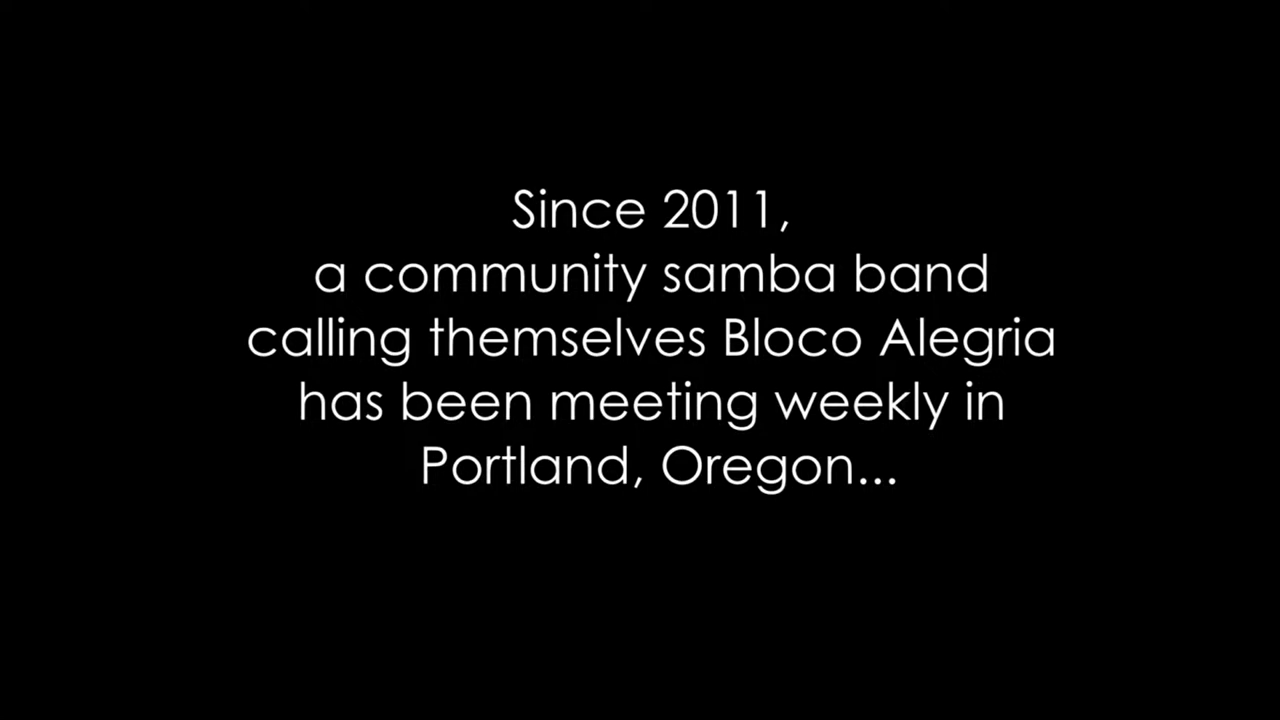 Since 2011,
a community samba band
calling themselves Bloco Alegria
has been meeting weekly in
Portland, Oregon...